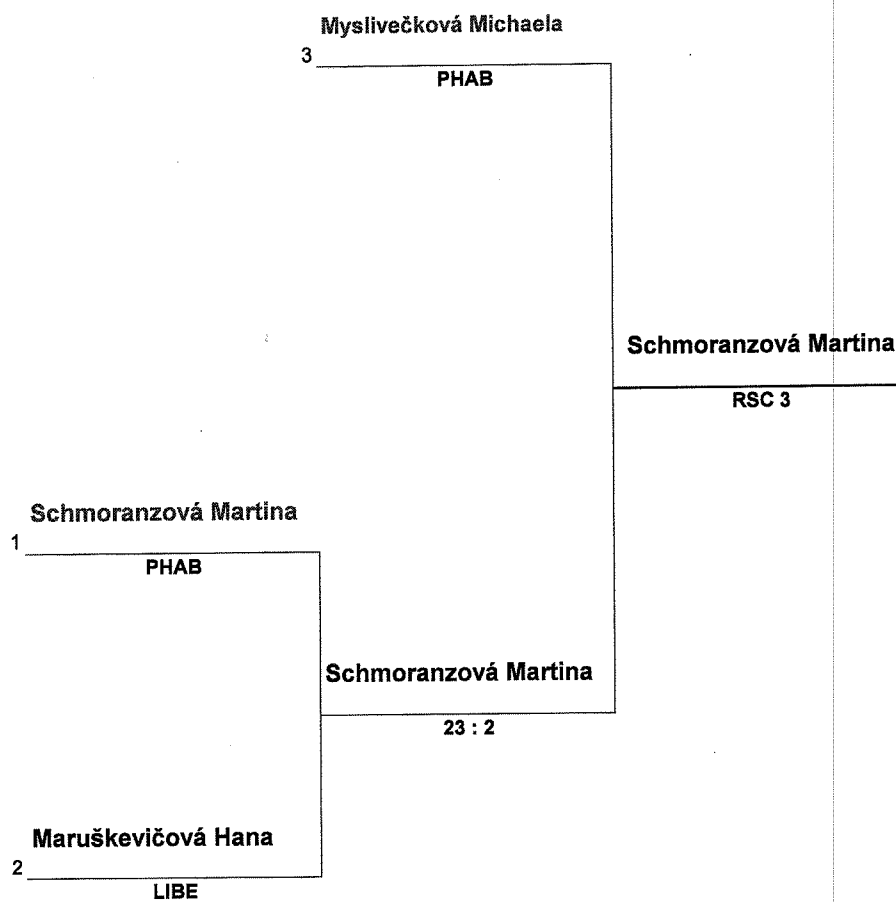 Myslivečková Michaela
3
PHAB
Schmoranzová Martina
RSC 3
Schmoranzová Martina
1
PHAB
Schmoranzová Martina
23 : 2
Maruškevičová Hana
2
LIBE